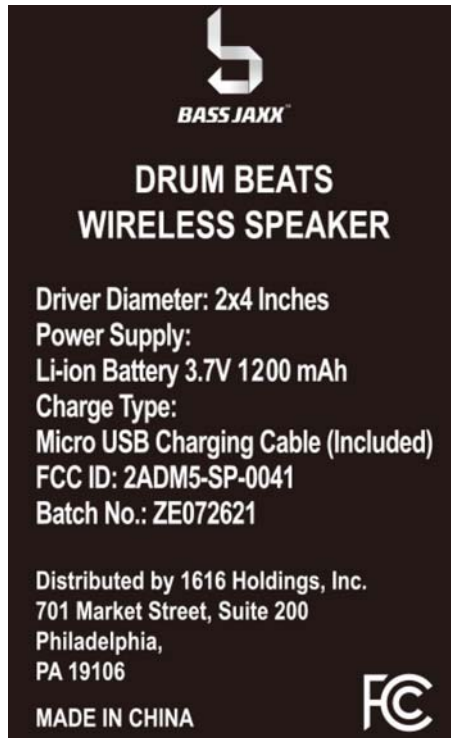 BASS JAXX™
DRUM BEATS
WIRELESS SPEAKER
Driver Diameter: 2x4 Inches
Power Supply:
Li-ion Battery 3.7V 1200 mAh
Charge Type:
Micro USB Charging Cable (Included)
FCC ID: 2ADM5-SP-0041
Batch No.: ZE072621
Distributed by 1616 Holdings, Inc.
701 Market Street, Suite 200
Philadelphia,
PA 19106
MADE IN CHINA
FC